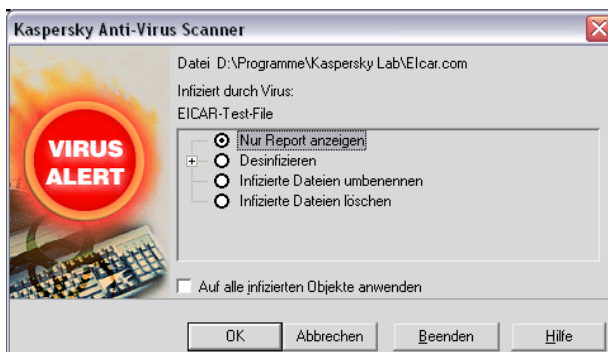 Kaspersky Anti-Virus Scanner
VIRUS
ALERT
Datei D:\Programme\Kaspersky Lab\EIcar.com
Infiziert durch Virus:
EICAR-Test-File
Nur Report anzeigen
Desinfizieren
Infizierte Dateien umbenennen
Infizierte Dateien löschen
Auf alle infizierten Objekte anwenden
OK Abbrechen Beenden Hilfe